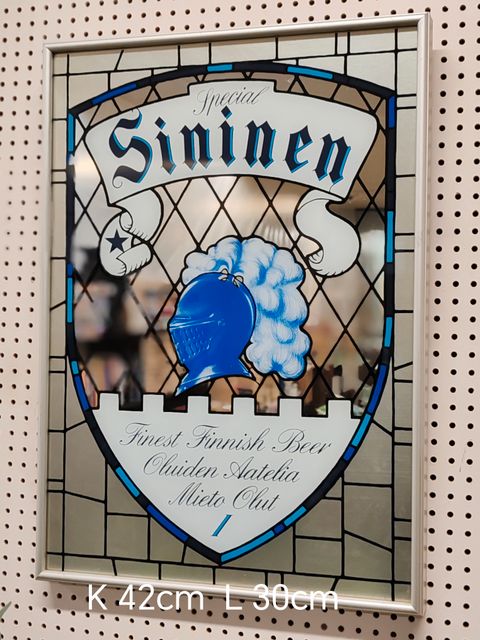 Special
Sininen
Finest Finnish Beer
Oluiden Aatelia
Mieto Olut
I
K 42cm L 30cm